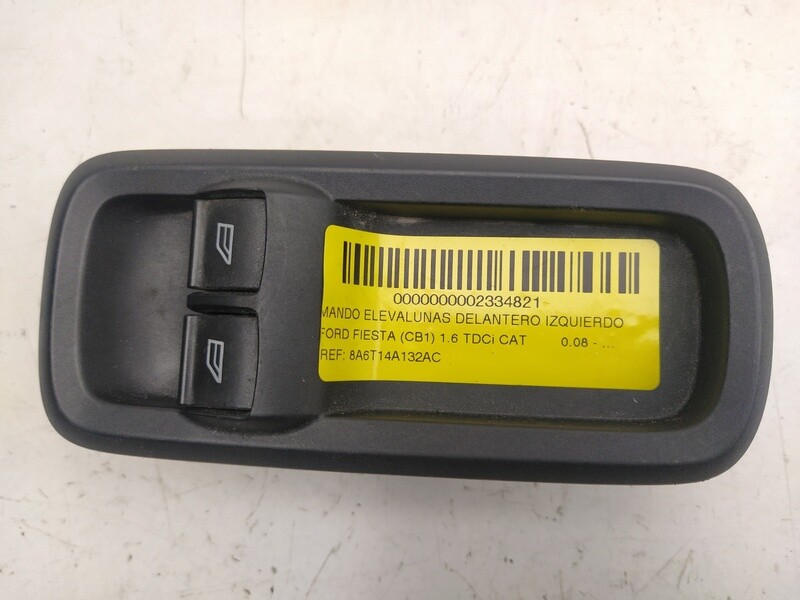 0000000002334821
MANDO ELEVALUNAS DELANTERO IZQUIERDO
FORD FIESTA (CB1) 1.6 TDCi CAT 0.08 - ...
REF: 8A6T14A132AC